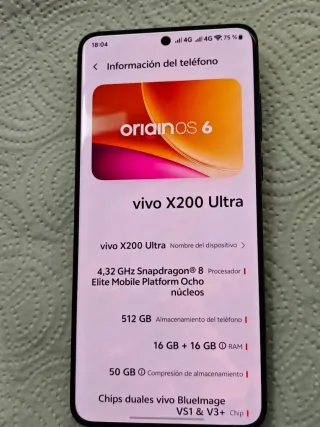 18:04 4G 4G 75 %
Información del teléfono
OriginOS 6
vivo X200 Ultra
vivo X200 Ultra Nombre del dispositivo
4,32 GHz Snapdragon® 8 Procesador
Elite Mobile Platform Ocho
núcleos
512 GB Almacenamiento del teléfono
16 GB + 16 GB RAM
50 GB Compresión de almacenamiento
Chips duales vivo BlueImage
VS1 & V3+ Chip